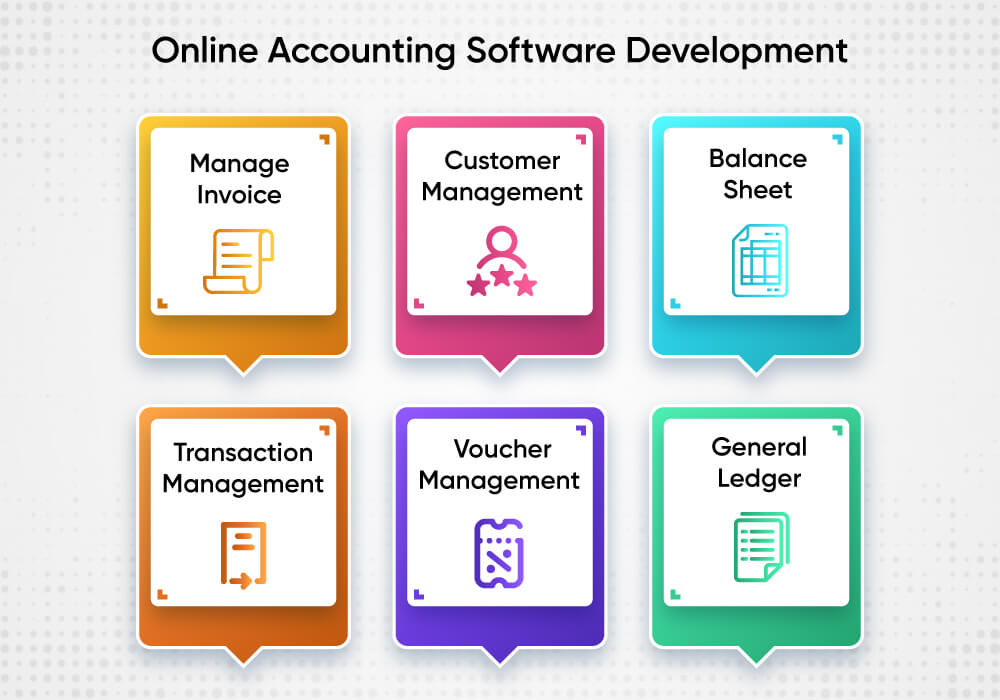 Online Accounting Software Development
Manage
Invoice
Customer
Management
Balance
Sheet
Transaction
Management
Voucher
Management
General
Ledger